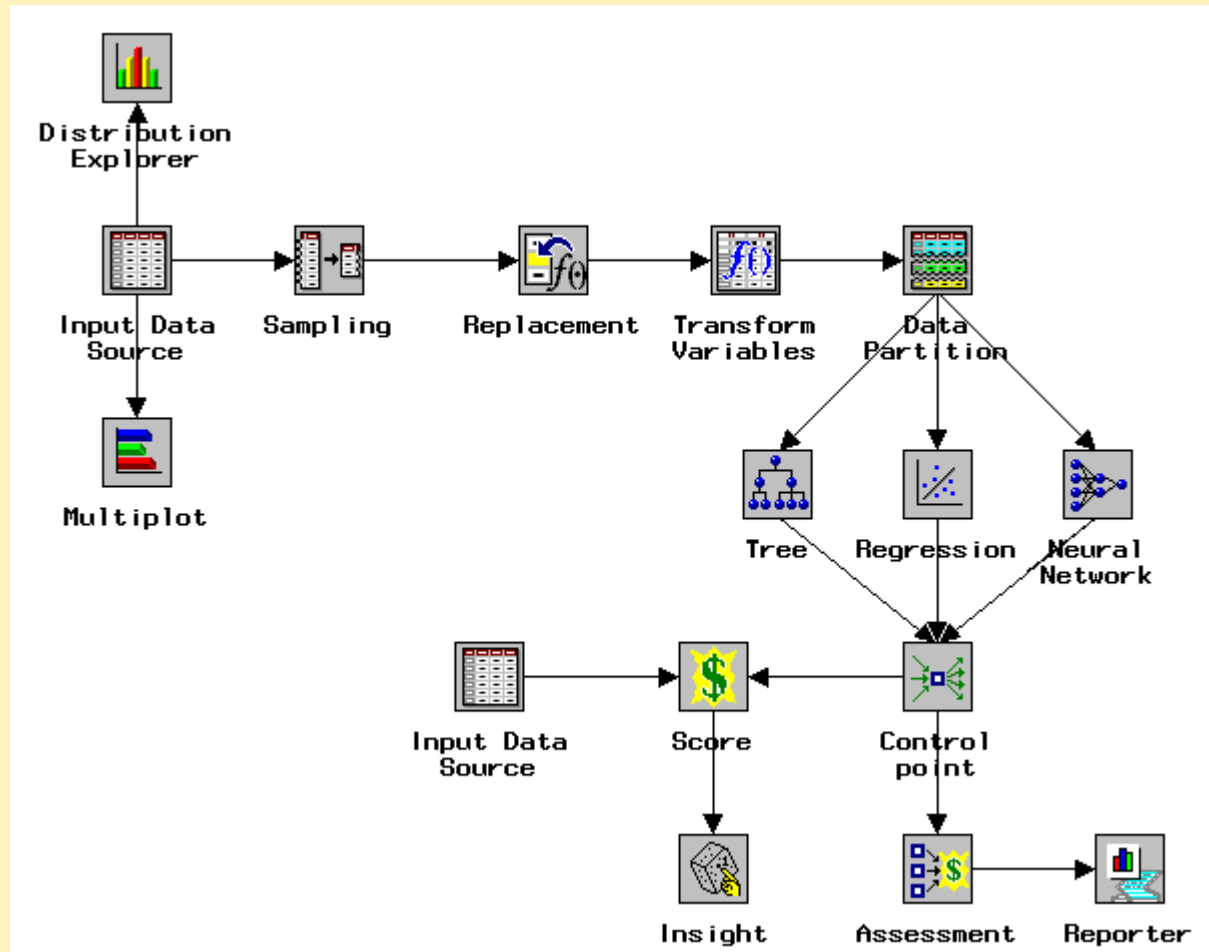 Distribution
Explorer
Input Data
Source
Sampling
Replacement
Transform
Variables
Data
Partition
Multiplot
Tree
Regression
Neural
Network
Input Data
Source
Score
Control
point
Insight
Assessment
Reporter